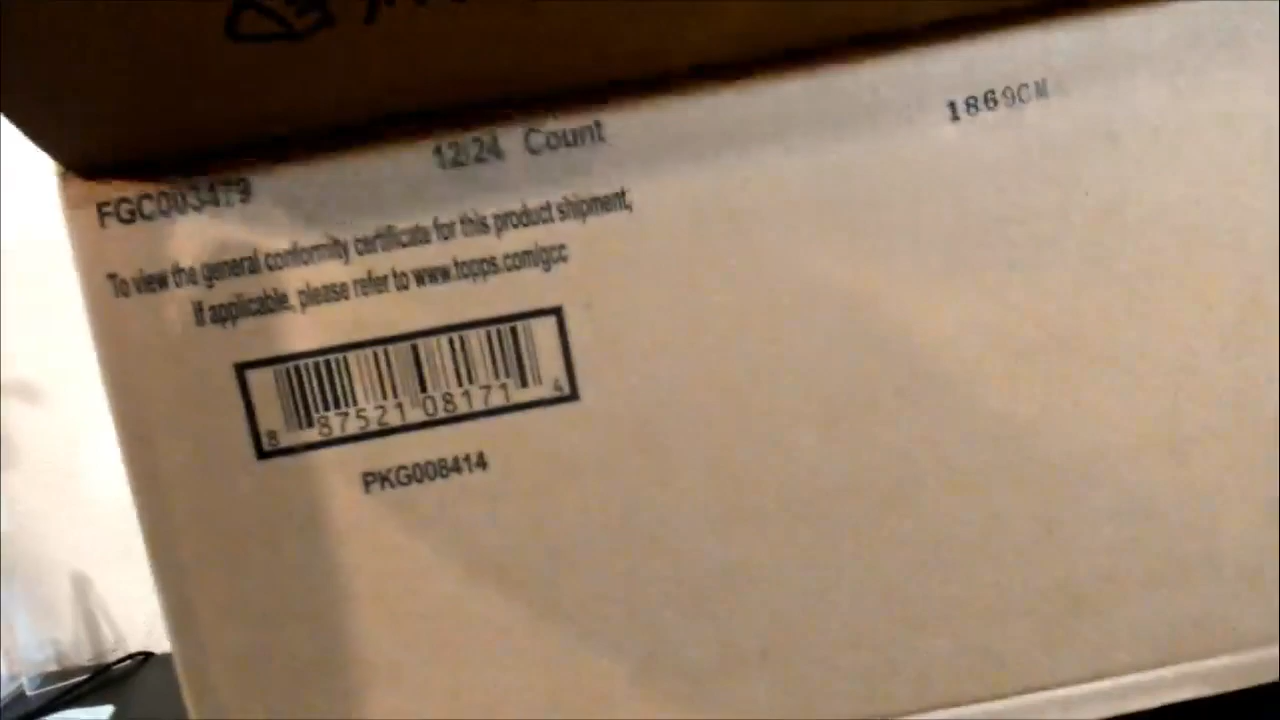 1869CM
12/24 Count
FGC003479
To view the general conformity certificate for this product shipment,
If applicable, please refer to www.topps.com/gcc
8 87521 08171 4
PKG008414